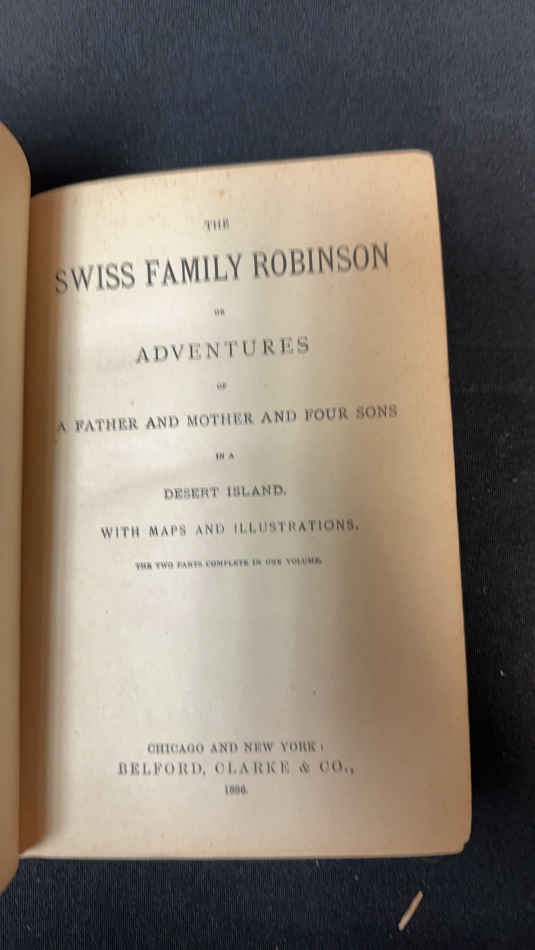 THE
SWISS FAMILY ROBINSON
OR
ADVENTURES
OF
A FATHER AND MOTHER AND FOUR SONS
IN A
DESERT ISLAND.
WITH MAPS AND ILLUSTRATIONS.
THE TWO PARTS COMPLETE IN ONE VOLUME.
CHICAGO AND NEW YORK:
BELFORD, CLARKE & CO.,
1886.